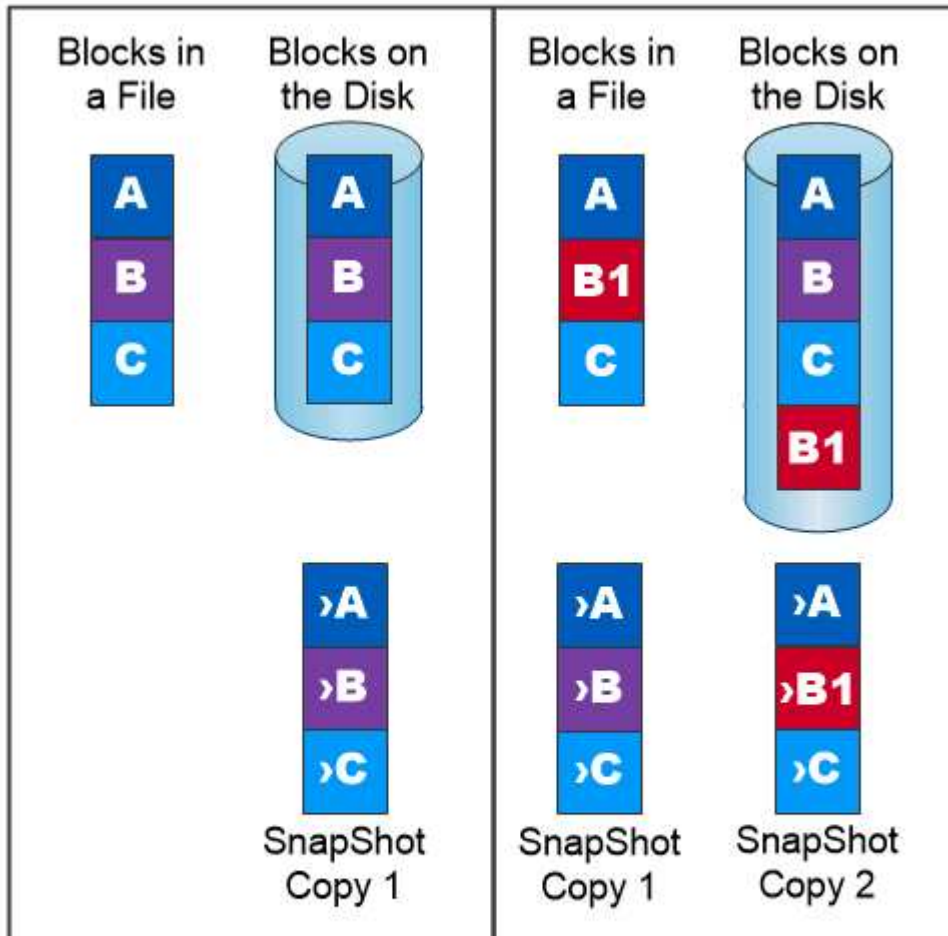 Blocks in
a File
Blocks on
the Disk
A
B
C
A
B
C
›A
›B
›C
SnapShot
Copy 1
Blocks in
a File
Blocks on
the Disk
A
B1
C
A
B
C
B1
›A
›B
›C
SnapShot
Copy 1
›A
›B1
›C
SnapShot
Copy 2